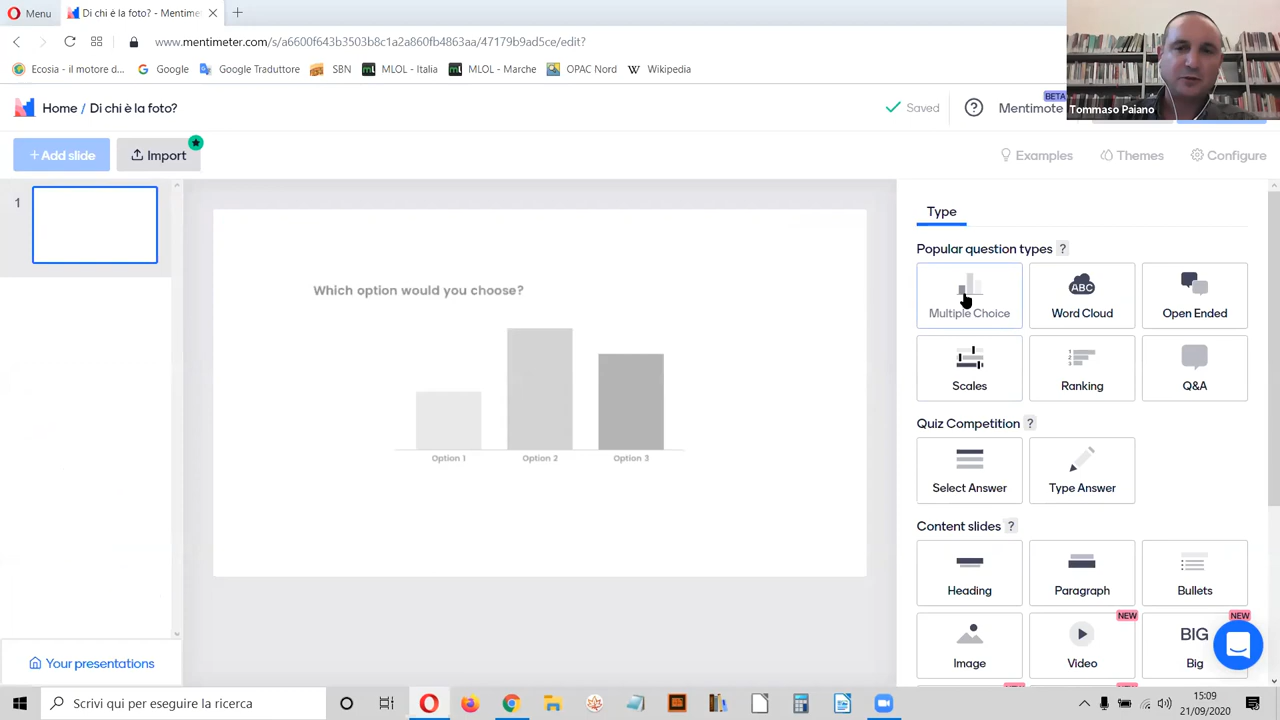 Menu
Di chi è la foto? - Mentime
www.mentimeter.com/s/a6600f643b3503b8c1a2a860fb4863aa/47179b9ad5ce/edit?
Ecosia - il motore d...
Google
Google Traduttore
SBN
MLOL - Italia
MLOL - Marche
OPAC Nord
Wikipedia
Tommaso Paiano
Home / Di chi è la foto?
Saved
Mentimote
BETA
+ Add slide
Import
Examples
Themes
Configure
1
Which option would you choose?
Option 1
Option 2
Option 3
Type
Popular question types ?
Multiple Choice
ABC
Word Cloud
Open Ended
Scales
Ranking
Q&A
Quiz Competition ?
Select Answer
Type Answer
Content slides ?
Heading
Paragraph
Bullets
NEW
NEW
BIG
Image
Video
Big
Your presentations
Scrivi qui per eseguire la ricerca
15:09
21/09/2020